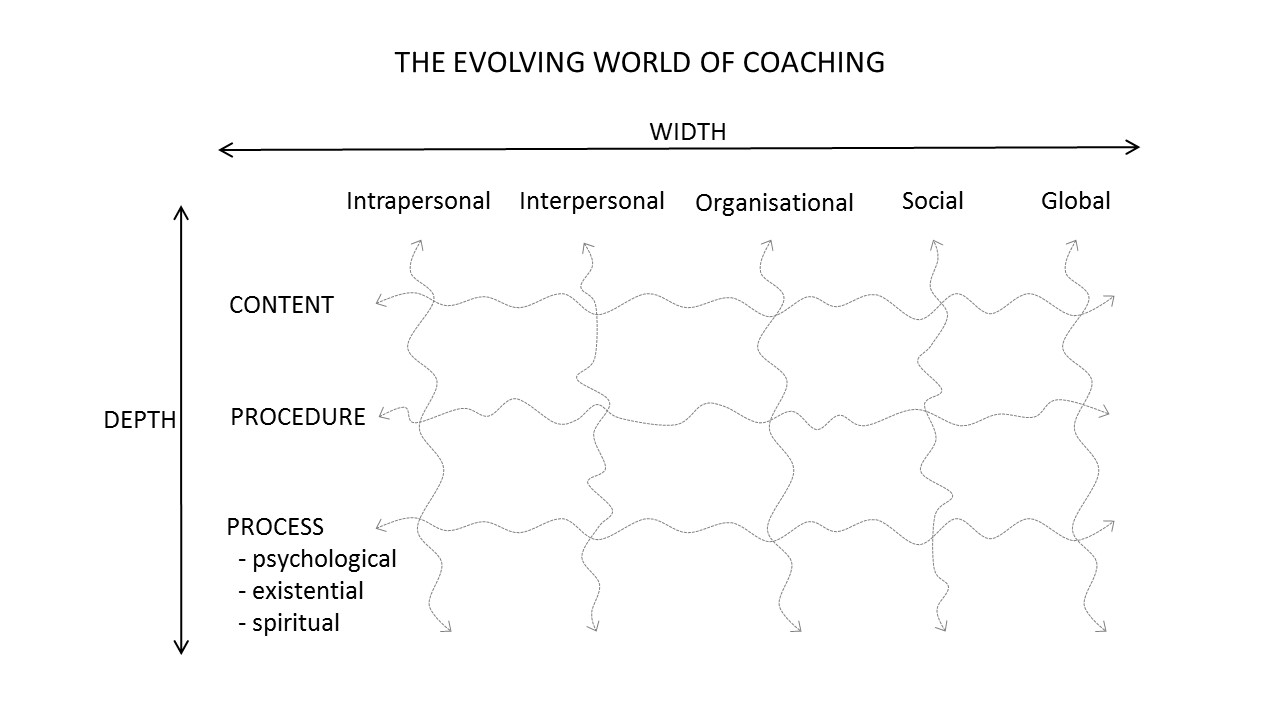 THE EVOLVING WORLD OF COACHING
WIDTH
Intrapersonal Interpersonal Organisational Social Global
CONTENT
DEPTH
PROCEDURE
PROCESS
- psychological
- existential
- spiritual